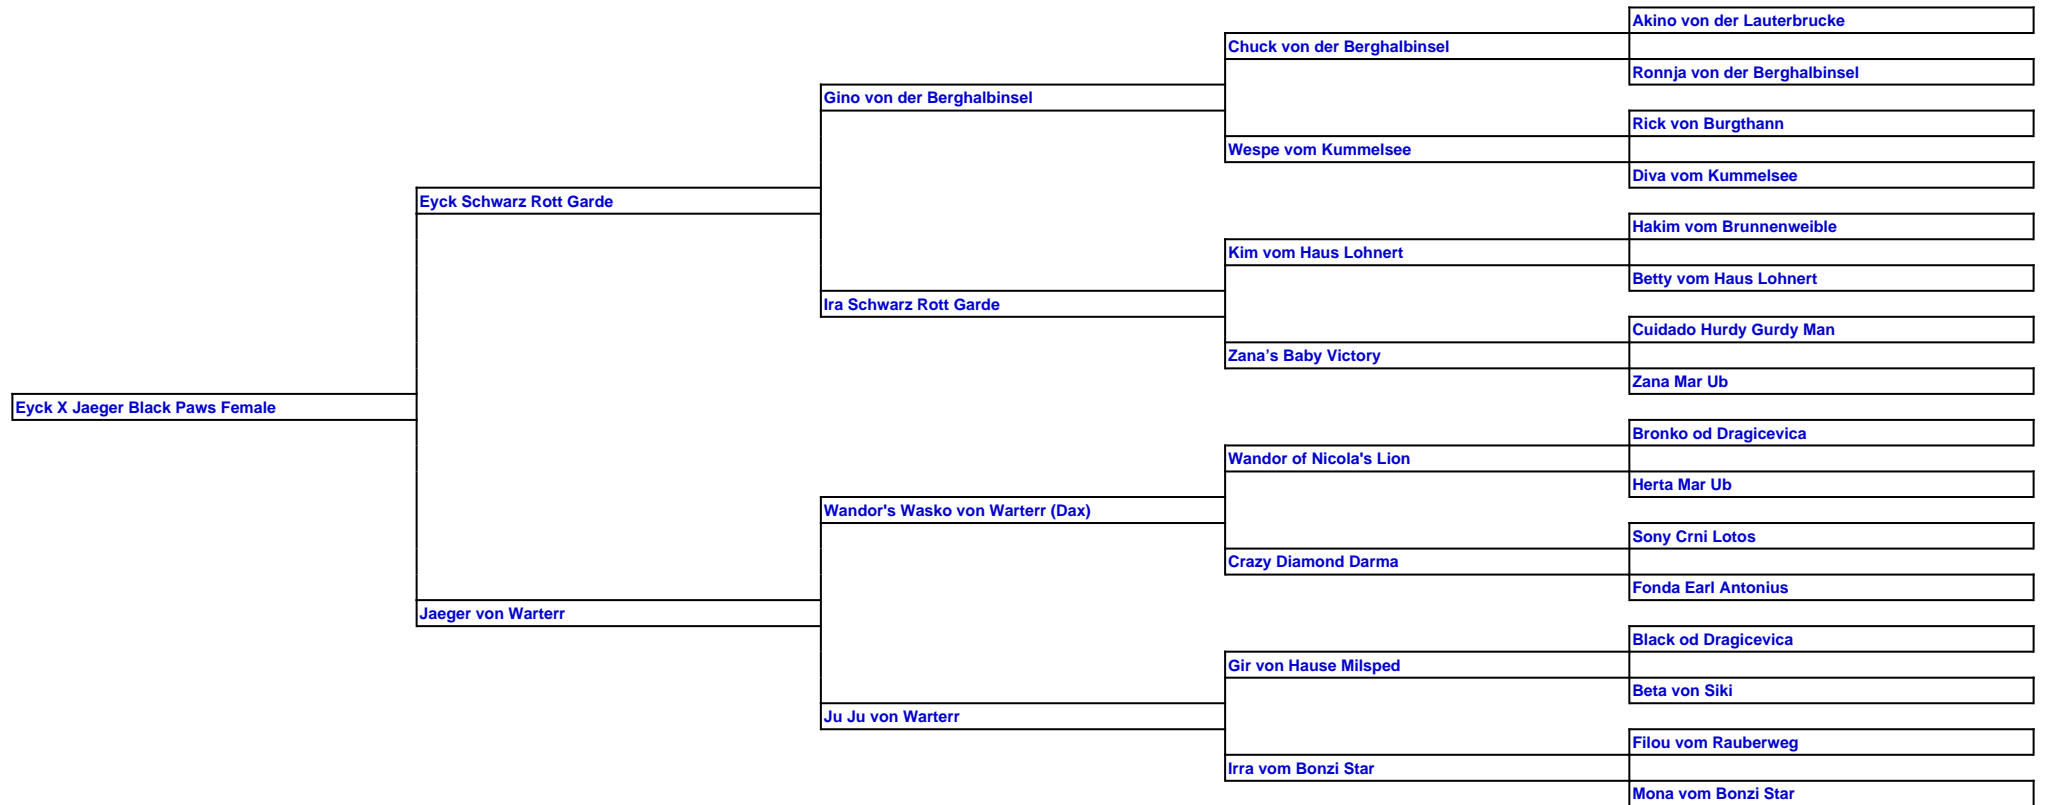 Akino von der Lauterbrucke
Chuck von der Berghalbinsel
Ronnja von der Berghalbinsel
Gino von der Berghalbinsel
Rick von Burgthann
Wespe vom Kummelsee
Diva vom Kummelsee
Eyck Schwarz Rott Garde
Hakim vom Brunnenweible
Kim vom Haus Lohnert
Betty vom Haus Lohnert
Ira Schwarz Rott Garde
Cuidado Hurdy Gurdy Man
Zana’s Baby Victory
Zana Mar Ub
Eyck X Jaeger Black Paws Female
Bronko od Dragicevica
Wandor of Nicola's Lion
Herta Mar Ub
Wandor's Wasko von Warterr (Dax)
Sony Crni Lotos
Crazy Diamond Darma
Fonda Earl Antonius
Jaeger von Warterr
Black od Dragicevica
Gir von Hause Milsped
Beta von Siki
Ju Ju von Warterr
Filou vom Rauberweg
Irra vom Bonzi Star
Mona vom Bonzi Star